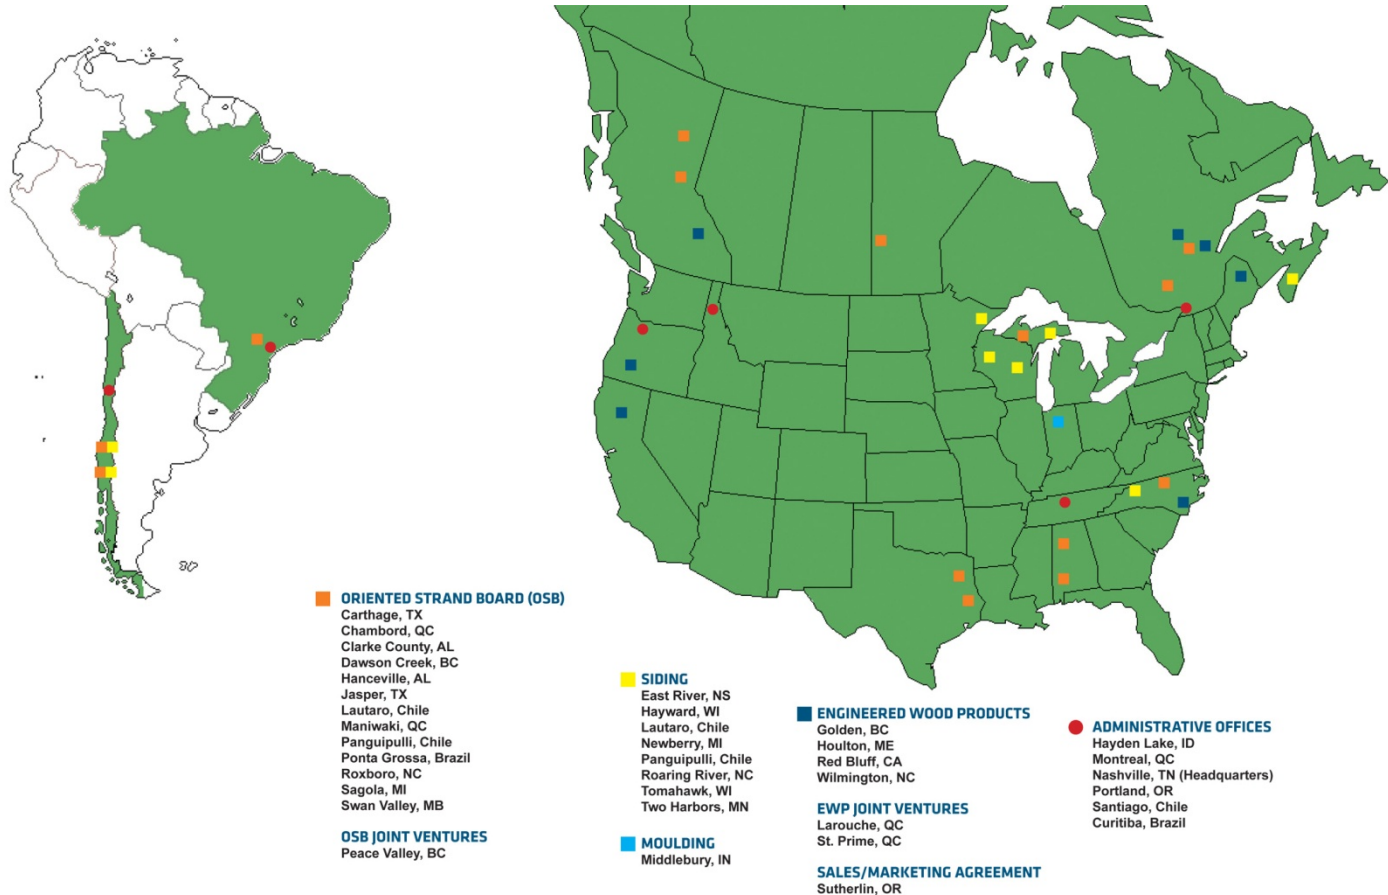 ORIENTED STRAND BOARD (OSB)
Carthage, TX
Chambord, QC
Clarke County, AL
Dawson Creek, BC
Hanceville, AL
Jasper, TX
Lautaro, Chile
Maniwaki, QC
Panguipulli, Chile
Ponta Grossa, Brazil
Roxboro, NC
Sagola, MI
Swan Valley, MB
OSB JOINT VENTURES
Peace Valley, BC
SIDING
East River, NS
Hayward, WI
Lautaro, Chile
Newberry, MI
Panguipulli, Chile
Roaring River, NC
Tomahawk, WI
Two Harbors, MN
MOULDING
Middlebury, IN
ENGINEERED WOOD PRODUCTS
Golden, BC
Houlton, ME
Red Bluff, CA
Wilmington, NC
EWP JOINT VENTURES
Larouche, QC
St. Prime, QC
SALES/MARKETING AGREEMENT
Sutherlin, OR
ADMINISTRATIVE OFFICES
Hayden Lake, ID
Montreal, QC
Nashville, TN (Headquarters)
Portland, OR
Santiago, Chile
Curitiba, Brazil